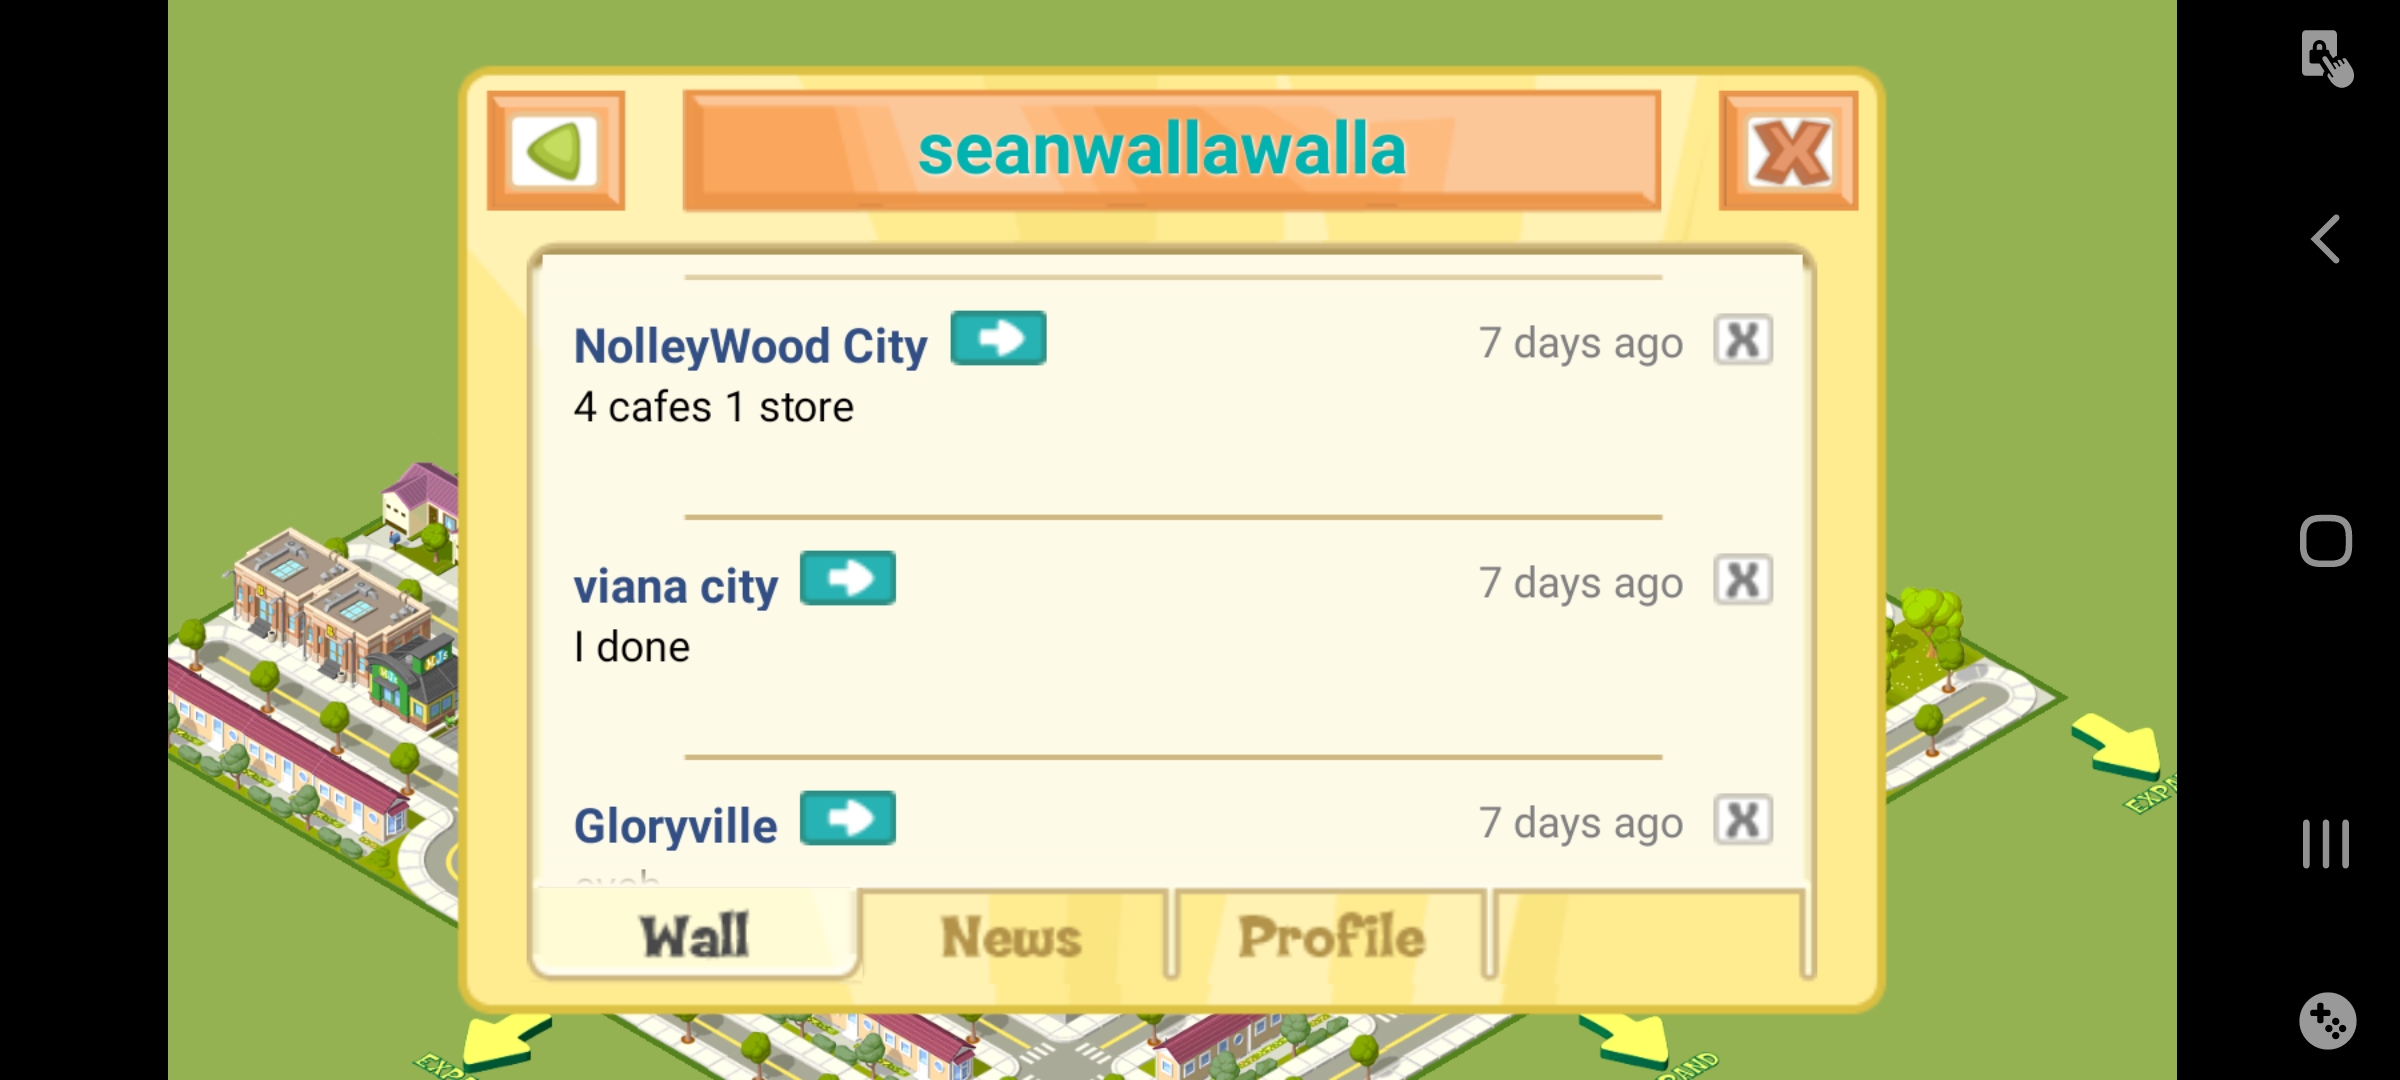 seanwallawalla
NolleyWood City
7 days ago
X
4 cafes 1 store
viana city
7 days ago
X
I done
Gloryville
7 days ago
X
Wall
News
Profile